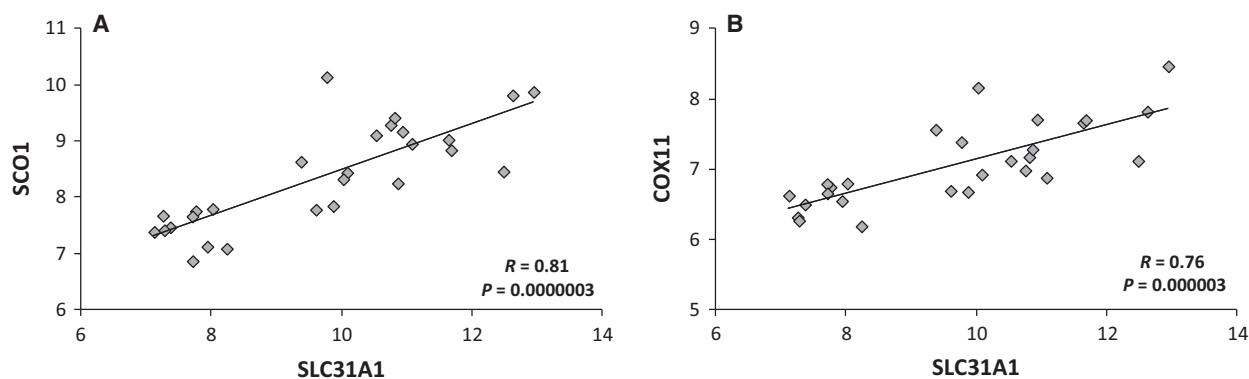 A
SCO1
11
10
9
8
7
6
6 8 10 12 14
SLC31A1
R = 0.81
P = 0.0000003
B
COX11
9
8
7
6
5
6 8 10 12 14
SLC31A1
R = 0.76
P = 0.000003